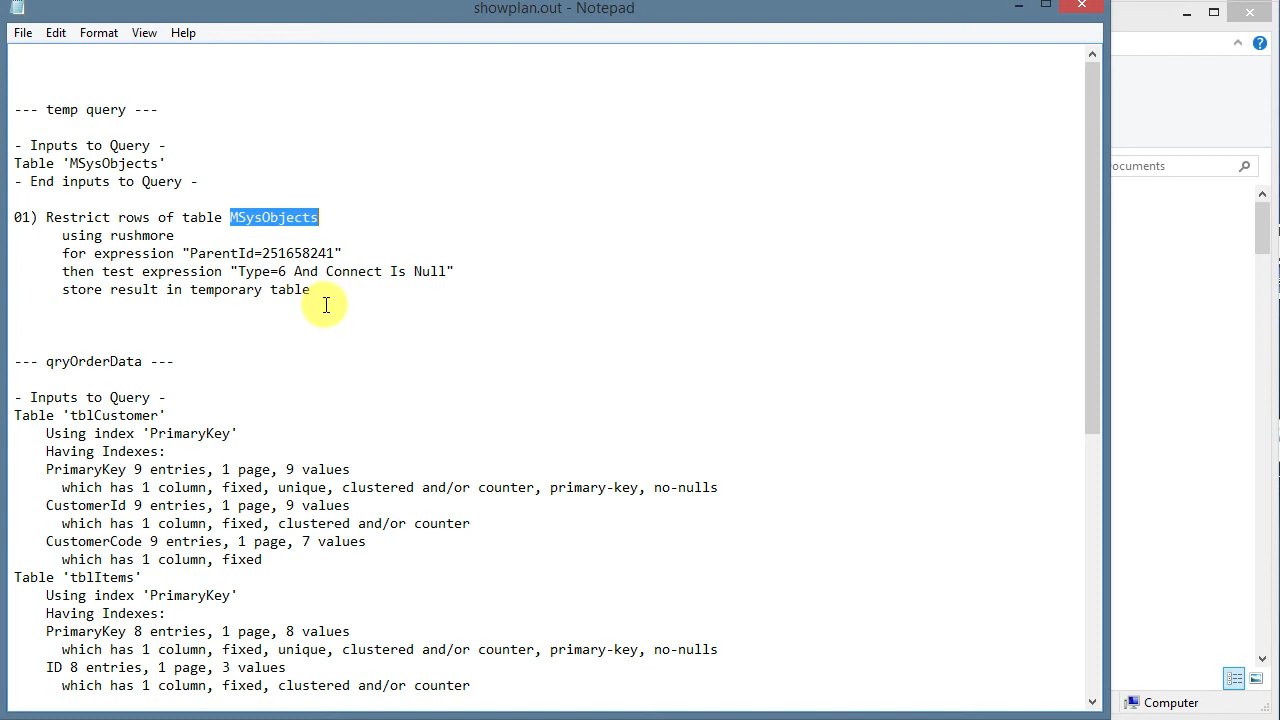 showplan.out - Notepad
File Edit Format View Help
--- temp query ---
- Inputs to Query -
Table 'MSysObjects'
- End inputs to Query -
01) Restrict rows of table MSysObjects
using rushmore
for expression "ParentId=251658241"
then test expression "Type=6 And Connect Is Null"
store result in temporary table
--- qryOrderData ---
- Inputs to Query -
Table 'tblCustomer'
Using index 'PrimaryKey'
Having Indexes:
PrimaryKey 9 entries, 1 page, 9 values
which has 1 column, fixed, unique, clustered and/or counter, primary-key, no-nulls
CustomerId 9 entries, 1 page, 9 values
which has 1 column, fixed, clustered and/or counter
CustomerCode 9 entries, 1 page, 7 values
which has 1 column, fixed
Table 'tblItems'
Using index 'PrimaryKey'
Having Indexes:
PrimaryKey 8 entries, 1 page, 8 values
which has 1 column, fixed, unique, clustered and/or counter, primary-key, no-nulls
ID 8 entries, 1 page, 3 values
which has 1 column, fixed, clustered and/or counter
ocuments
Computer